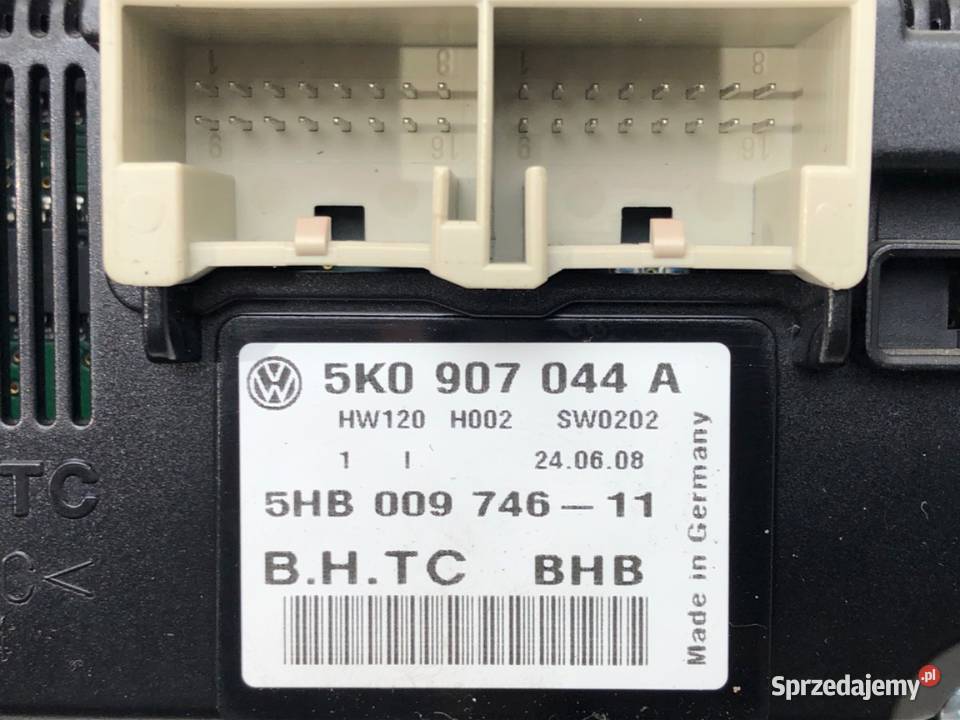 1 8 1 8
9 16 9 16
VW 5K0 907 044 A
HW120 H002 SW0202
1 I 24.06.08
5HB 009 746-11
B.H.TC BHB
Made in Germany
TC
C<
Sprzedajemy.pl